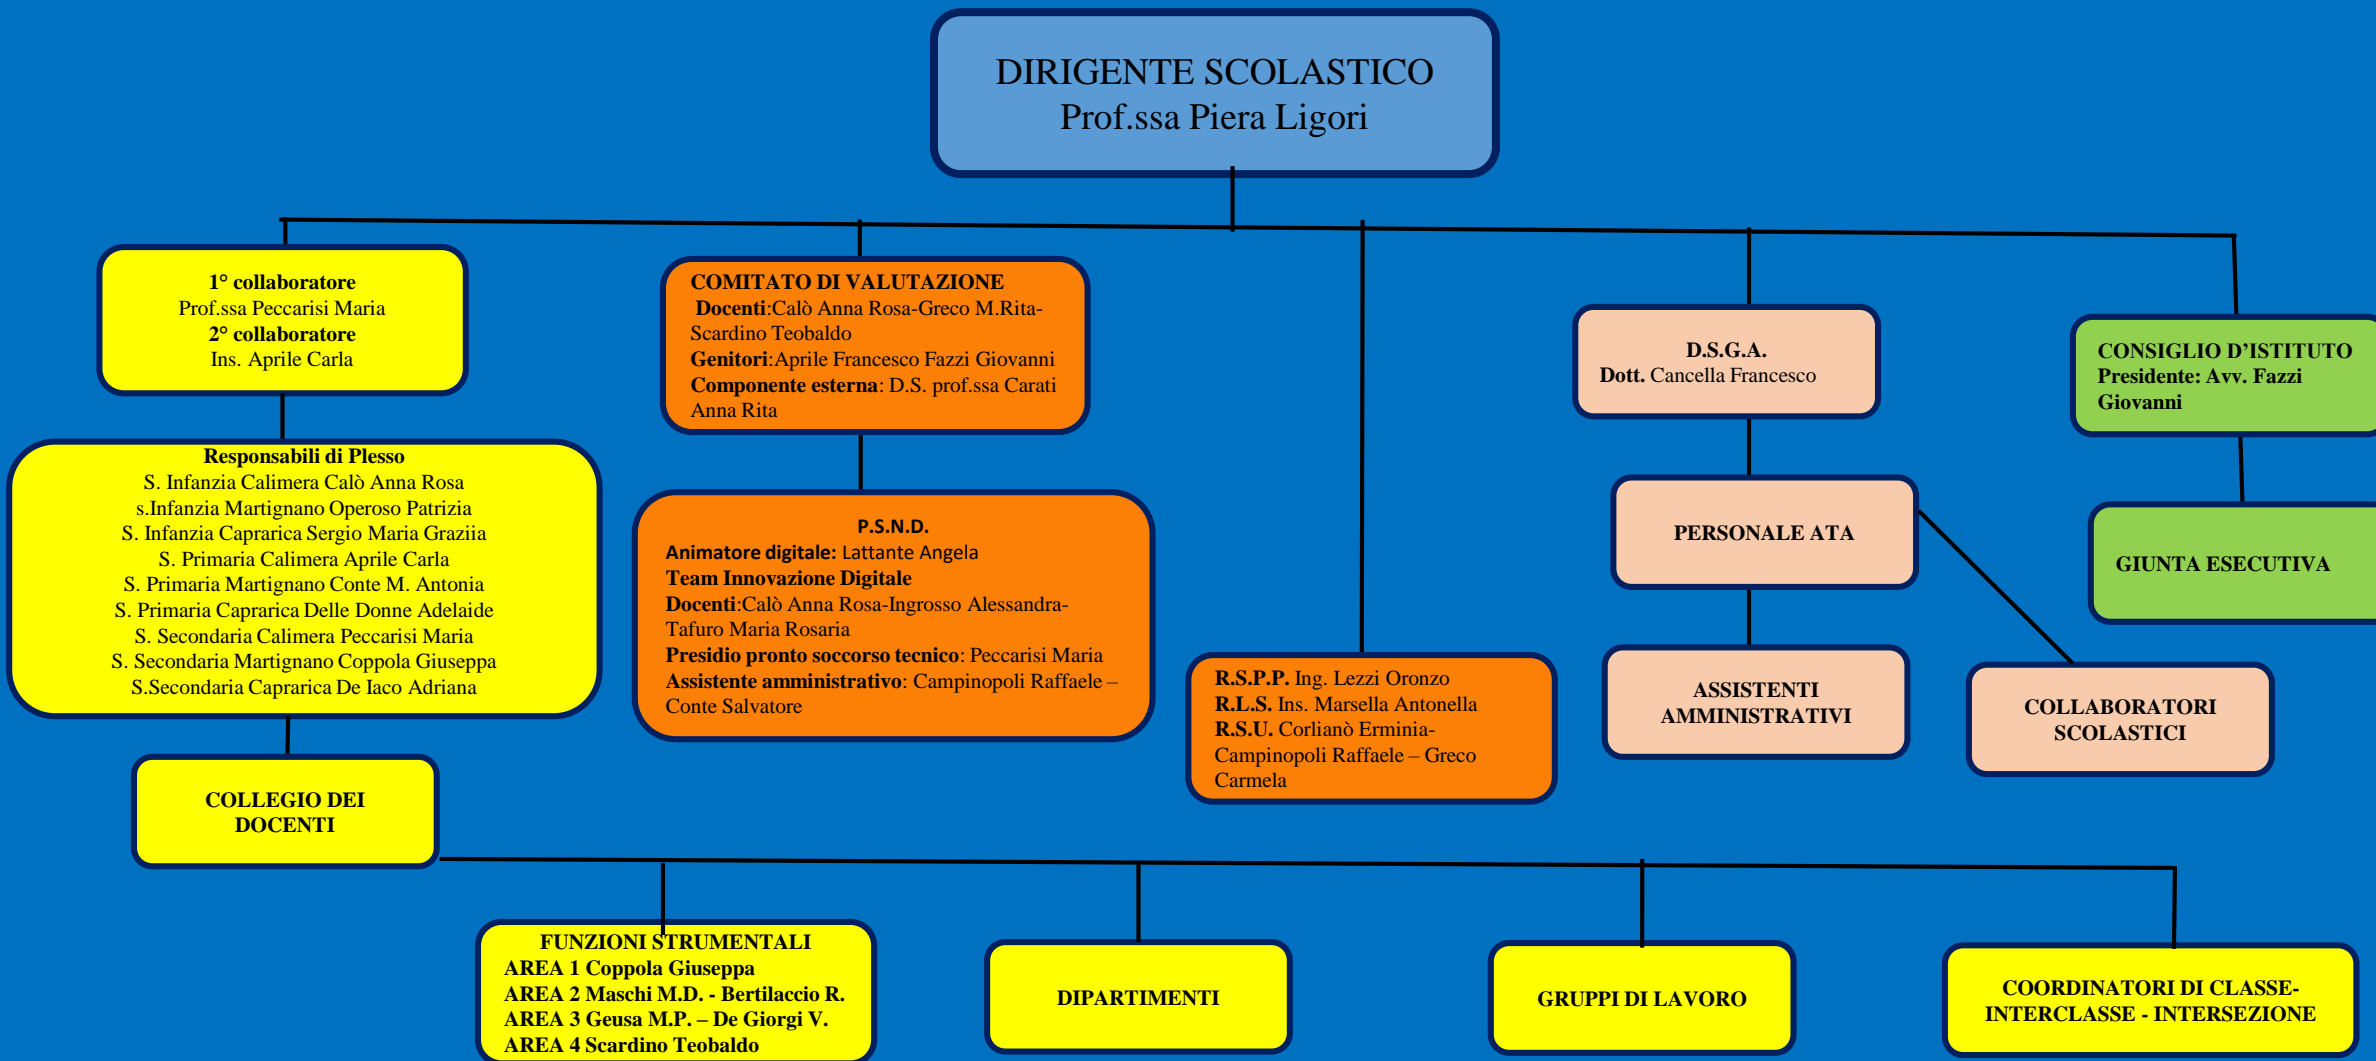 DIRIGENTE SCOLASTICO
Prof.ssa Piera Ligori
1° collaboratore
Prof.ssa Peccarisi Maria
2° collaboratore
Ins. Aprile Carla
COMITATO DI VALUTAZIONE
Docenti:Calò Anna Rosa-Greco M.Rita-
Scardino Teobaldo
Genitori:Aprile Francesco Fazzi Giovanni
Componente esterna: D.S. prof.ssa Carati
Anna Rita
D.S.G.A.
Dott. Cancella Francesco
CONSIGLIO D'ISTITUTO
Presidente: Avv. Fazzi
Giovanni
Responsabili di Plesso
S. Infanzia Calimera Calò Anna Rosa
s.Infanzia Martignano Operoso Patrizia
S. Infanzia Caprarica Sergio Maria Graziia
S. Primaria Calimera Aprile Carla
S. Primaria Martignano Conte M. Antonia
S. Primaria Caprarica Delle Donne Adelaide
S. Secondaria Calimera Peccarisi Maria
S. Secondaria Martignano Coppola Giuseppa
S.Secondaria Caprarica De Iaco Adriana
P.S.N.D.
Animatore digitale: Lattante Angela
Team Innovazione Digitale
Docenti:Calò Anna Rosa-Ingrosso Alessandra-
Tafuro Maria Rosaria
Presidio pronto soccorso tecnico: Peccarisi Maria
Assistente amministrativo: Campinopoli Raffaele –
Conte Salvatore
R.S.P.P. Ing. Lezzi Oronzo
R.L.S. Ins. Marsella Antonella
R.S.U. Corlianò Erminia-
Campinopoli Raffaele – Greco
Carmela
PERSONALE ATA
GIUNTA ESECUTIVA
ASSISTENTI
AMMINISTRATIVI
COLLABORATORI
SCOLASTICI
COLLEGIO DEI
DOCENTI
FUNZIONI STRUMENTALI
AREA 1 Coppola Giuseppa
AREA 2 Maschi M.D. - Bertilaccio R.
AREA 3 Geusa M.P. – De Giorgi V.
AREA 4 Scardino Teobaldo
DIPARTIMENTI
GRUPPI DI LAVORO
COORDINATORI DI CLASSE-
INTERCLASSE - INTERSEZIONE